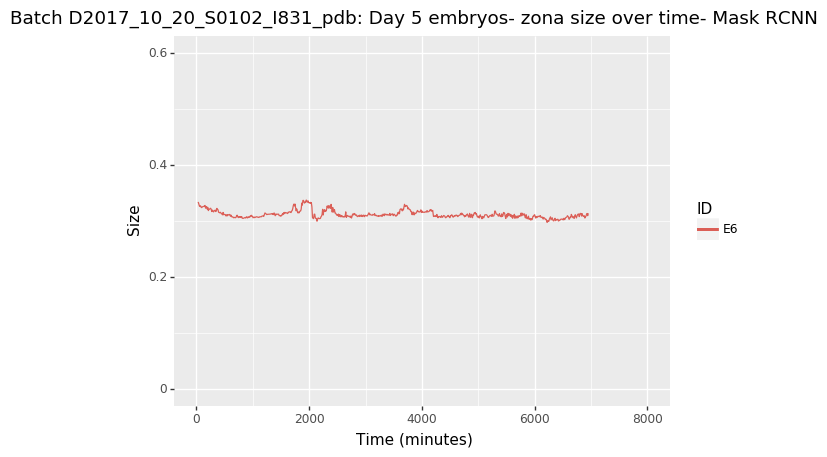 Batch D2017_10_20_S0102_I831_pdb: Day 5 embryos- zona size over time- Mask RCNN
0.6
0.4
0.2
0
Size
0 2000 4000 6000 8000
Time (minutes)
ID
E6